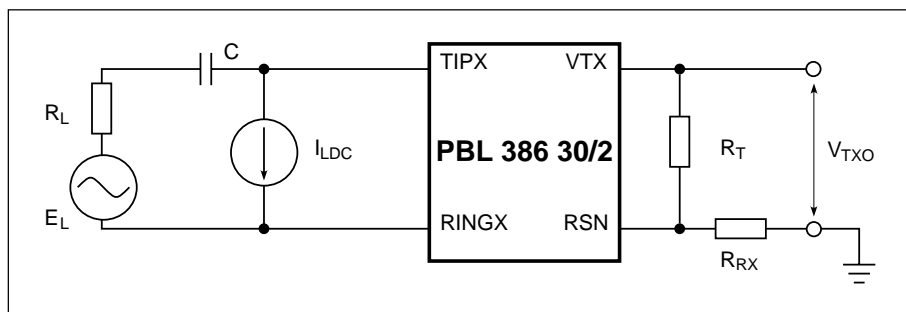 C
TIPX
VTX
R_L
I_LDC
PBL 386 30/2
R_T
V_TXO
E_L
RINGX
RSN
R_RX